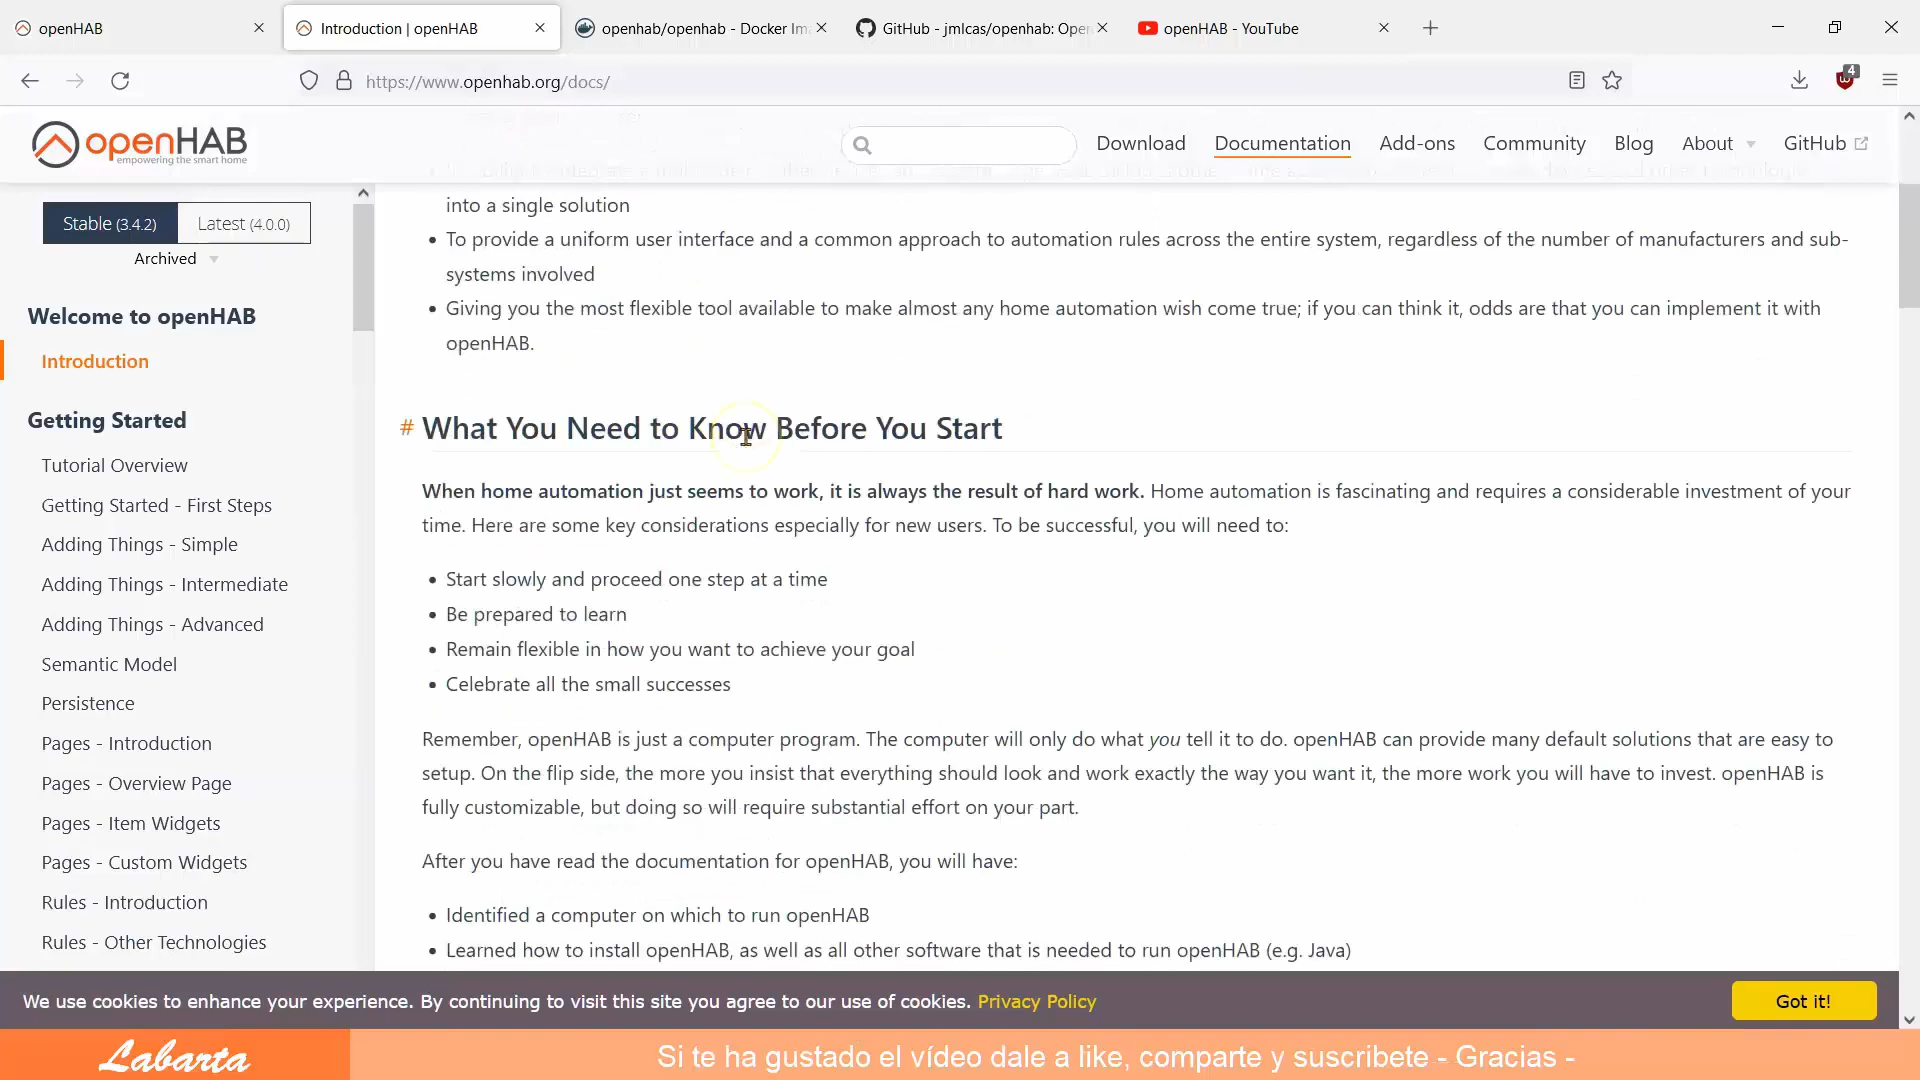 openHAB
Introduction | openHAB
openhab/openhab - Docker Ima
GitHub - jmlcas/openhab: Open
openHAB - YouTube
https://www.openhab.org/docs/
4
openHAB
empowering the smart home
Download
Documentation
Add-ons
Community
Blog
About
GitHub
Stable (3.4.2)
Latest (4.0.0)
Archived
Welcome to openHAB
Introduction
Getting Started
Tutorial Overview
Getting Started - First Steps
Adding Things - Simple
Adding Things - Intermediate
Adding Things - Advanced
Semantic Model
Persistence
Pages - Introduction
Pages - Overview Page
Pages - Item Widgets
Pages - Custom Widgets
Rules - Introduction
Rules - Other Technologies
into a single solution
To provide a uniform user interface and a common approach to automation rules across the entire system, regardless of the number of manufacturers and sub-
systems involved
Giving you the most flexible tool available to make almost any home automation wish come true; if you can think it, odds are that you can implement it with
openHAB.
# What You Need to Know Before You Start
When home automation just seems to work, it is always the result of hard work. Home automation is fascinating and requires a considerable investment of your
time. Here are some key considerations especially for new users. To be successful, you will need to:
Start slowly and proceed one step at a time
Be prepared to learn
Remain flexible in how you want to achieve your goal
Celebrate all the small successes
Remember, openHAB is just a computer program. The computer will only do what you tell it to do. openHAB can provide many default solutions that are easy to
setup. On the flip side, the more you insist that everything should look and work exactly the way you want it, the more work you will have to invest. openHAB is
fully customizable, but doing so will require substantial effort on your part.
After you have read the documentation for openHAB, you will have:
Identified a computer on which to run openHAB
Learned how to install openHAB, as well as all other software that is needed to run openHAB (e.g. Java)
We use cookies to enhance your experience. By continuing to visit this site you agree to our use of cookies. Privacy Policy
Got it!
Labarta
Si te ha gustado el vídeo dale a like, comparte y suscribete - Gracias -